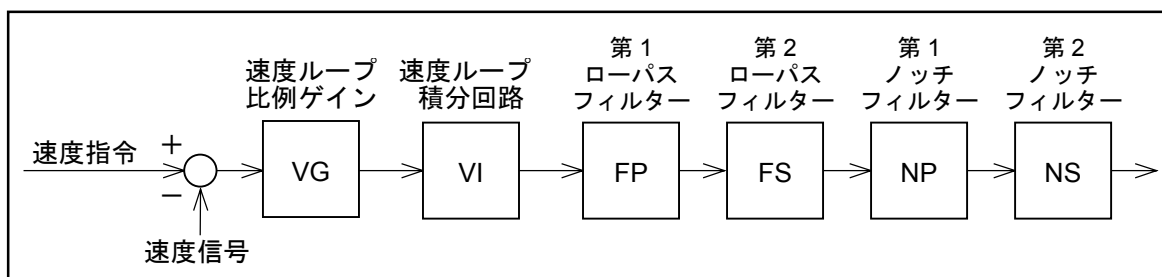 速度指令
+
−
速度信号
速度ループ
比例ゲイン
VG
速度ループ
積分回路
VI
第 1
ローパス
フィルター
FP
第 2
ローパス
フィルター
FS
第 1
ノッチ
フィルター
NP
第 2
ノッチ
フィルター
NS